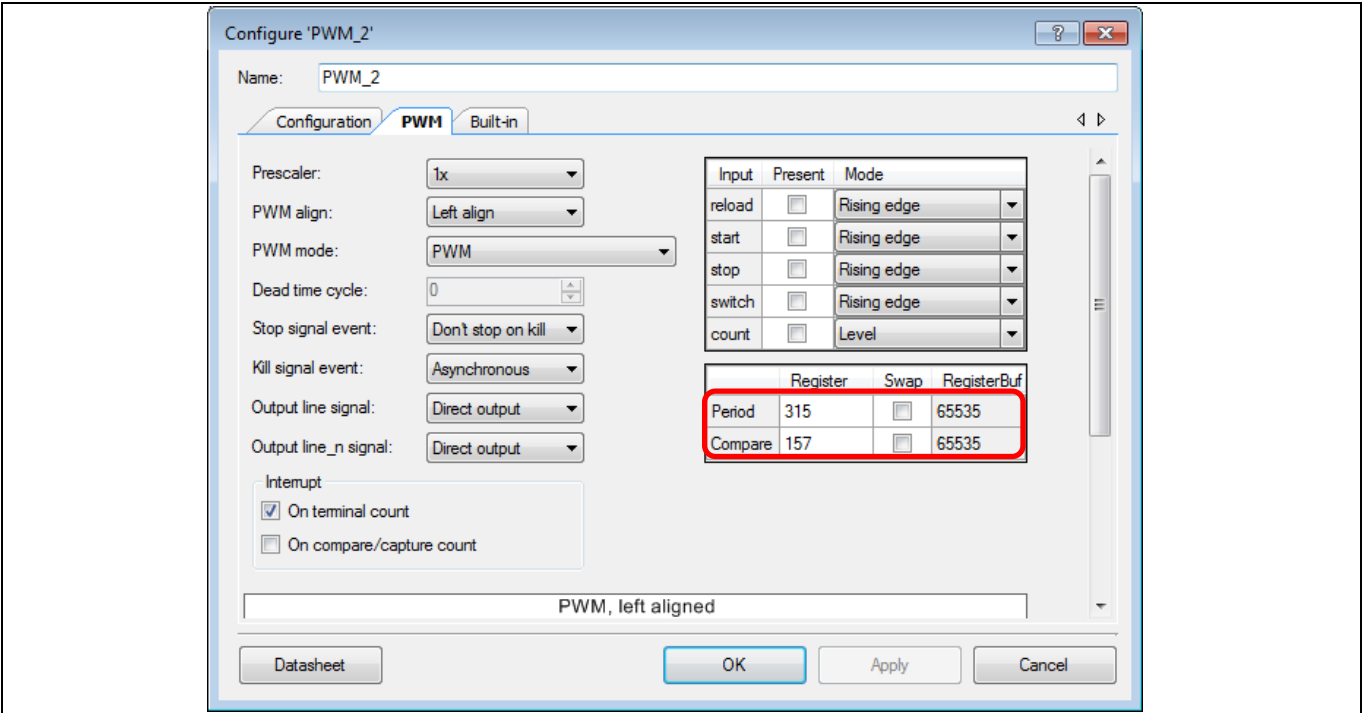 Configure 'PWM_2'
Name: PWM_2
Configuration PWM Built-in
Prescaler: 1x
PWM align: Left align
PWM mode: PWM
Dead time cycle: 0
Stop signal event: Don't stop on kill
Kill signal event: Asynchronous
Output line signal: Direct output
Output line_n signal: Direct output
Interrupt
On terminal count
On compare/capture count
Input Present Mode
reload Rising edge
start Rising edge
stop Rising edge
switch Rising edge
count Level
Register Swap RegisterBuf
Period 315 65535
Compare 157 65535
PWM, left aligned
Datasheet OK Apply Cancel